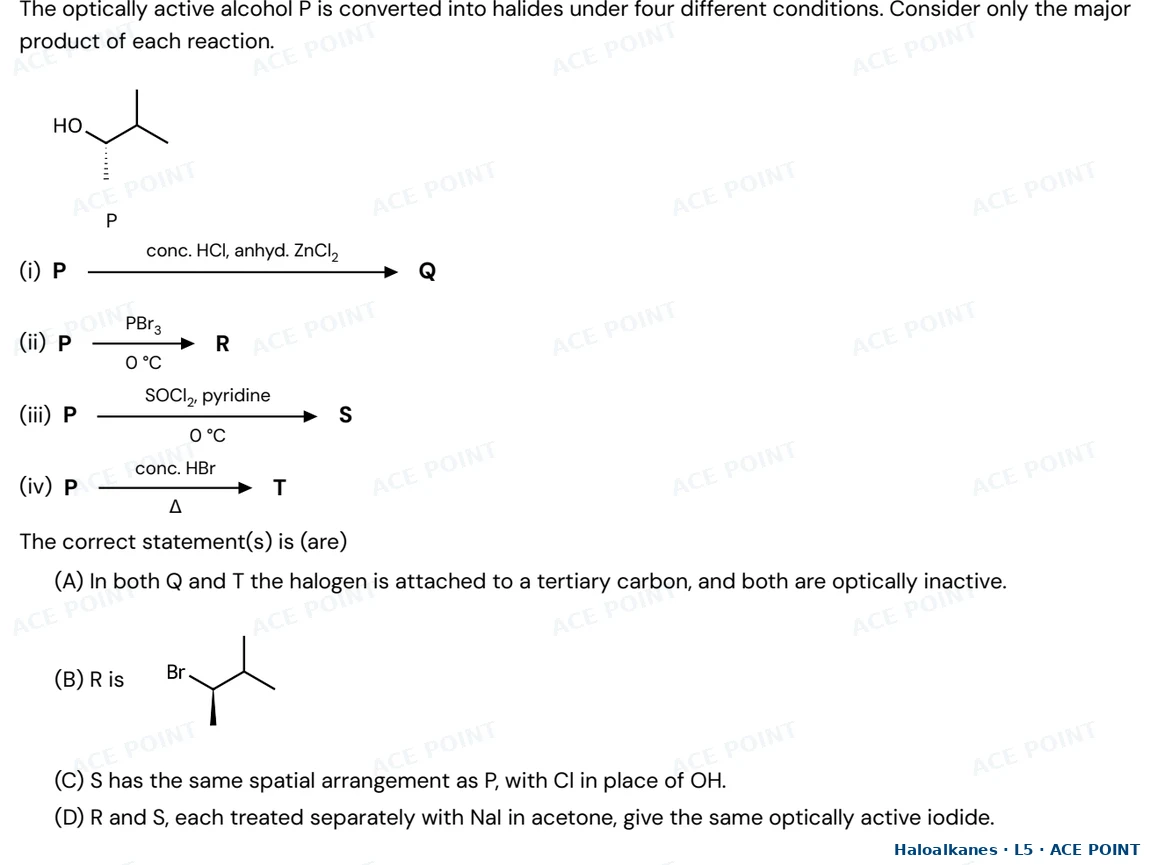 The optically active alcohol P is converted into halides under four different conditions. Consider only the major
product of each reaction.
HO
P
(i) P conc. HCl, anhyd. ZnCl2 Q
(ii) P PBr3 0 °C R
(iii) P SOCl2, pyridine 0 °C S
(iv) P conc. HBr Δ T
The correct statement(s) is (are)
(A) In both Q and T the halogen is attached to a tertiary carbon, and both are optically inactive.
(B) R is Br
(C) S has the same spatial arrangement as P, with Cl in place of OH.
(D) R and S, each treated separately with NaI in acetone, give the same optically active iodide.
Haloalkanes · L5 · ACE POINT
ACE POINT